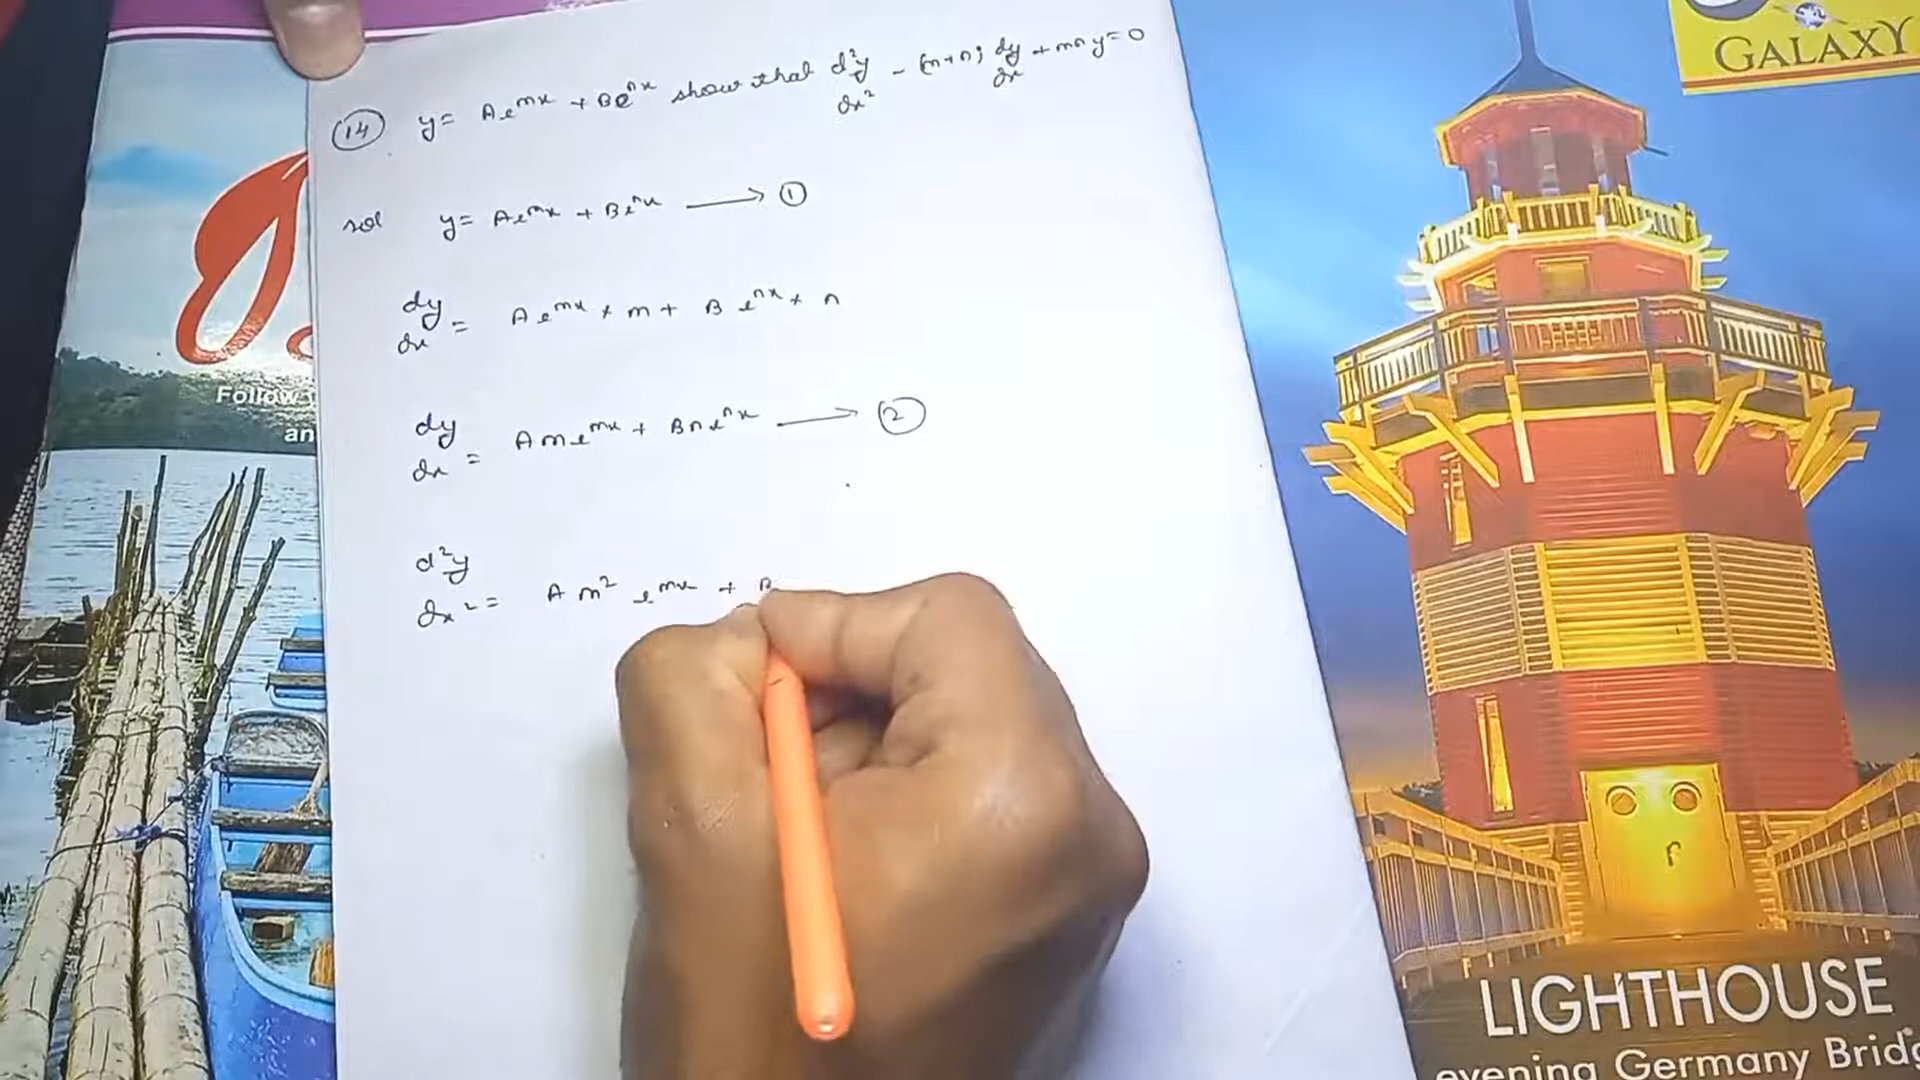 (14) y = Ae^{mx} + Be^{nx} show that d²y/dx² - (m+n) dy/dx + mny = 0
sol y = Ae^{mx} + Be^{nx} ⟶ ①
dy/dx = Ae^{mx} × m + B e^{nx} × n
dy/dx = Ame^{mx} + Bne^{nx} ⟶ ②
d²y/dx² = Am² e^{mx} + B
Follow
an
GALAXY
LIGHTHOUSE
evening Germany Bridg